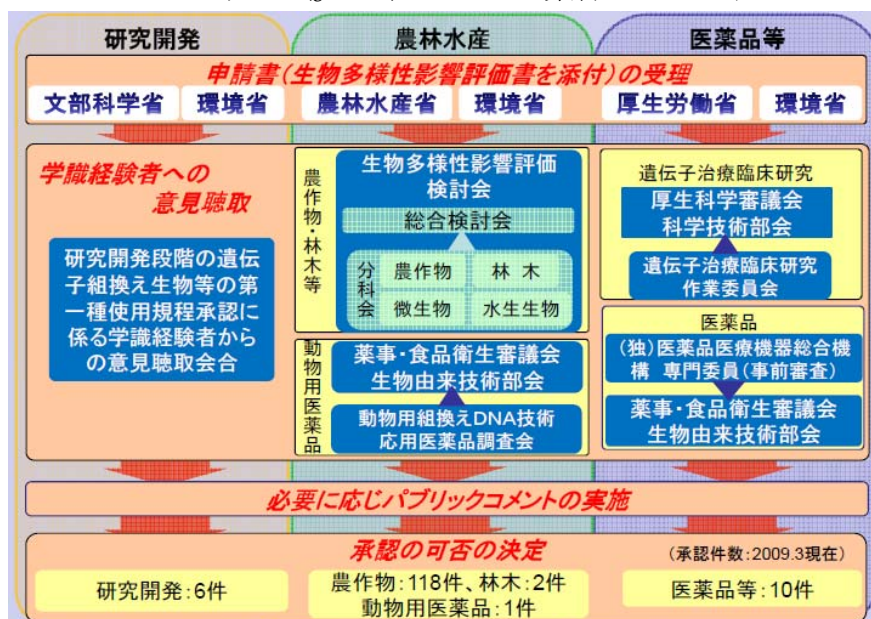 研究開発
農林水産
医薬品等
申請書(生物多様性影響評価書を添付)の受理
文部科学省 環境省
農林水産省 環境省
厚生労働省 環境省
学識経験者への
意見聴取
研究開発段階の遺伝
子組換え生物等の第
一種使用規程承認に
係る学識経験者から
の意見聴取会合
農作物・林木等
生物多様性影響評価
検討会
総合検討会
分科会
農作物
林 木
微生物
水生生物
動物用医薬品
薬事・食品衛生審議会
生物由来技術部会
動物用組換えDNA技術
応用医薬品調査会
遺伝子治療臨床研究
厚生科学審議会
科学技術部会
遺伝子治療臨床研究
作業委員会
医薬品
(独)医薬品医療機器総合機
構 専門委員(事前審査)
薬事・食品衛生審議会
生物由来技術部会
必要に応じパブリックコメントの実施
承認の可否の決定
(承認件数:2009.3現在)
研究開発:6件
農作物:118件、林木:2件
動物用医薬品:1件
医薬品等:10件